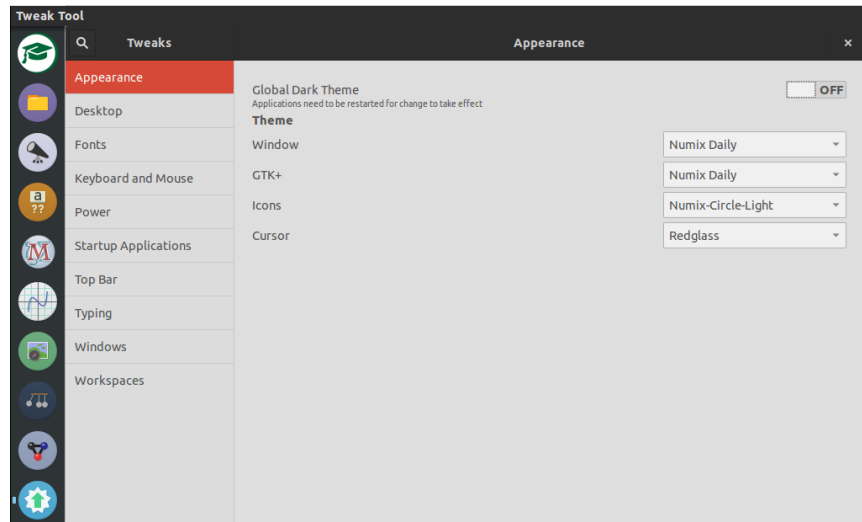 Tweak Tool
Tweaks
Appearance
×
Appearance
Desktop
Fonts
Keyboard and Mouse
Power
Startup Applications
Top Bar
Typing
Windows
Workspaces
Global Dark Theme
OFF
Applications need to be restarted for change to take effect
Theme
Window
Numix Daily
GTK+
Numix Daily
Icons
Numix-Circle-Light
Cursor
Redglass
a
??
M